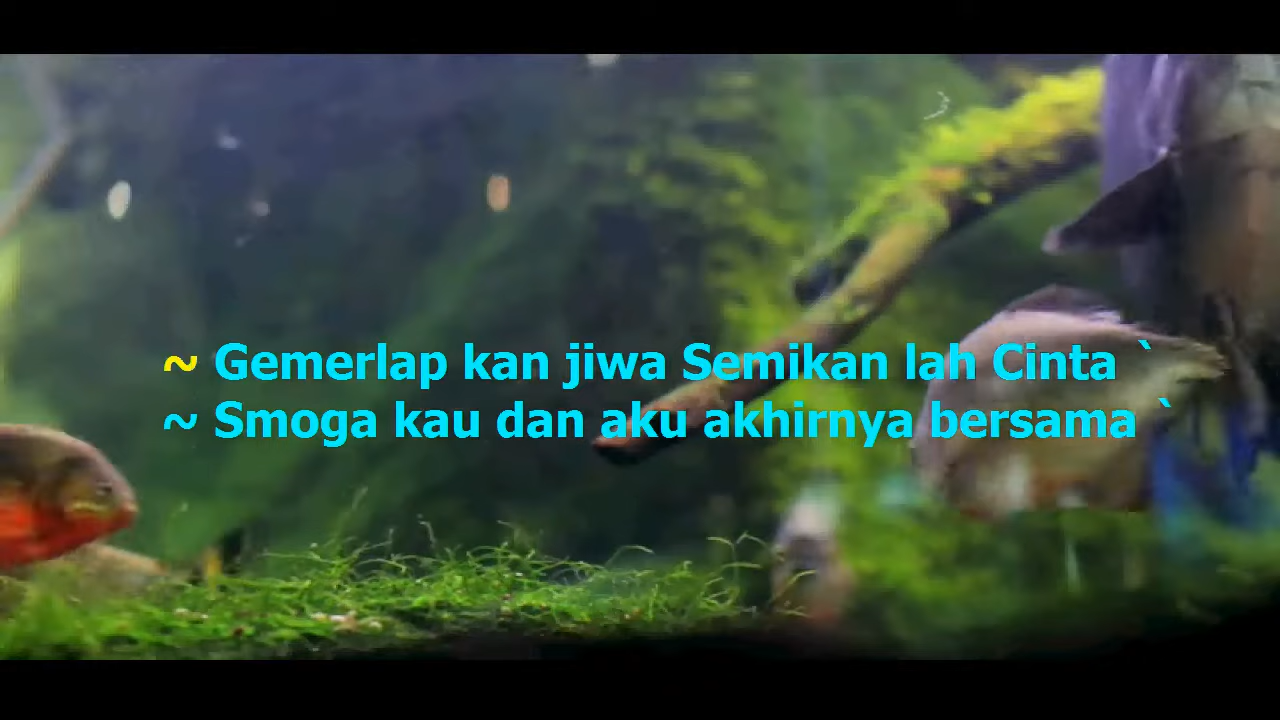 ~ Gemerlap kan jiwa Semikan lah Cinta `
~ Smoga kau dan aku akhirnya bersama `